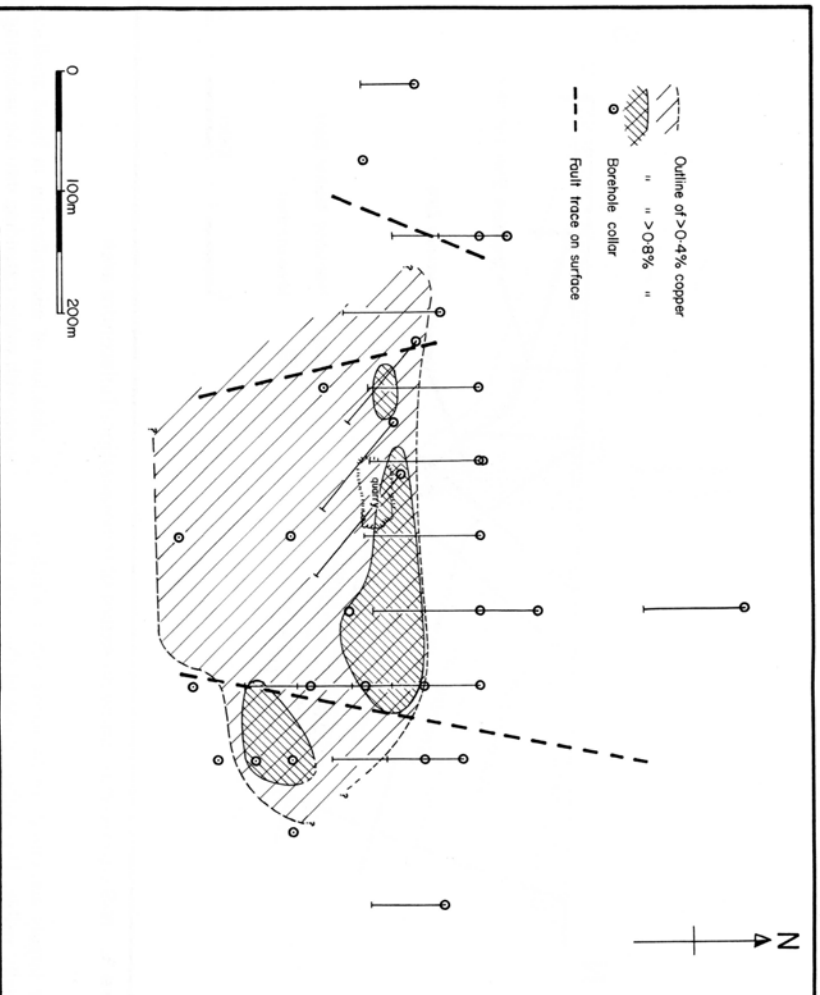 Outline of >0·4% copper
" " >0·8% "
Borehole collar
Fault trace on surface
N
?
?
quarry
?
?
0 100m 200m